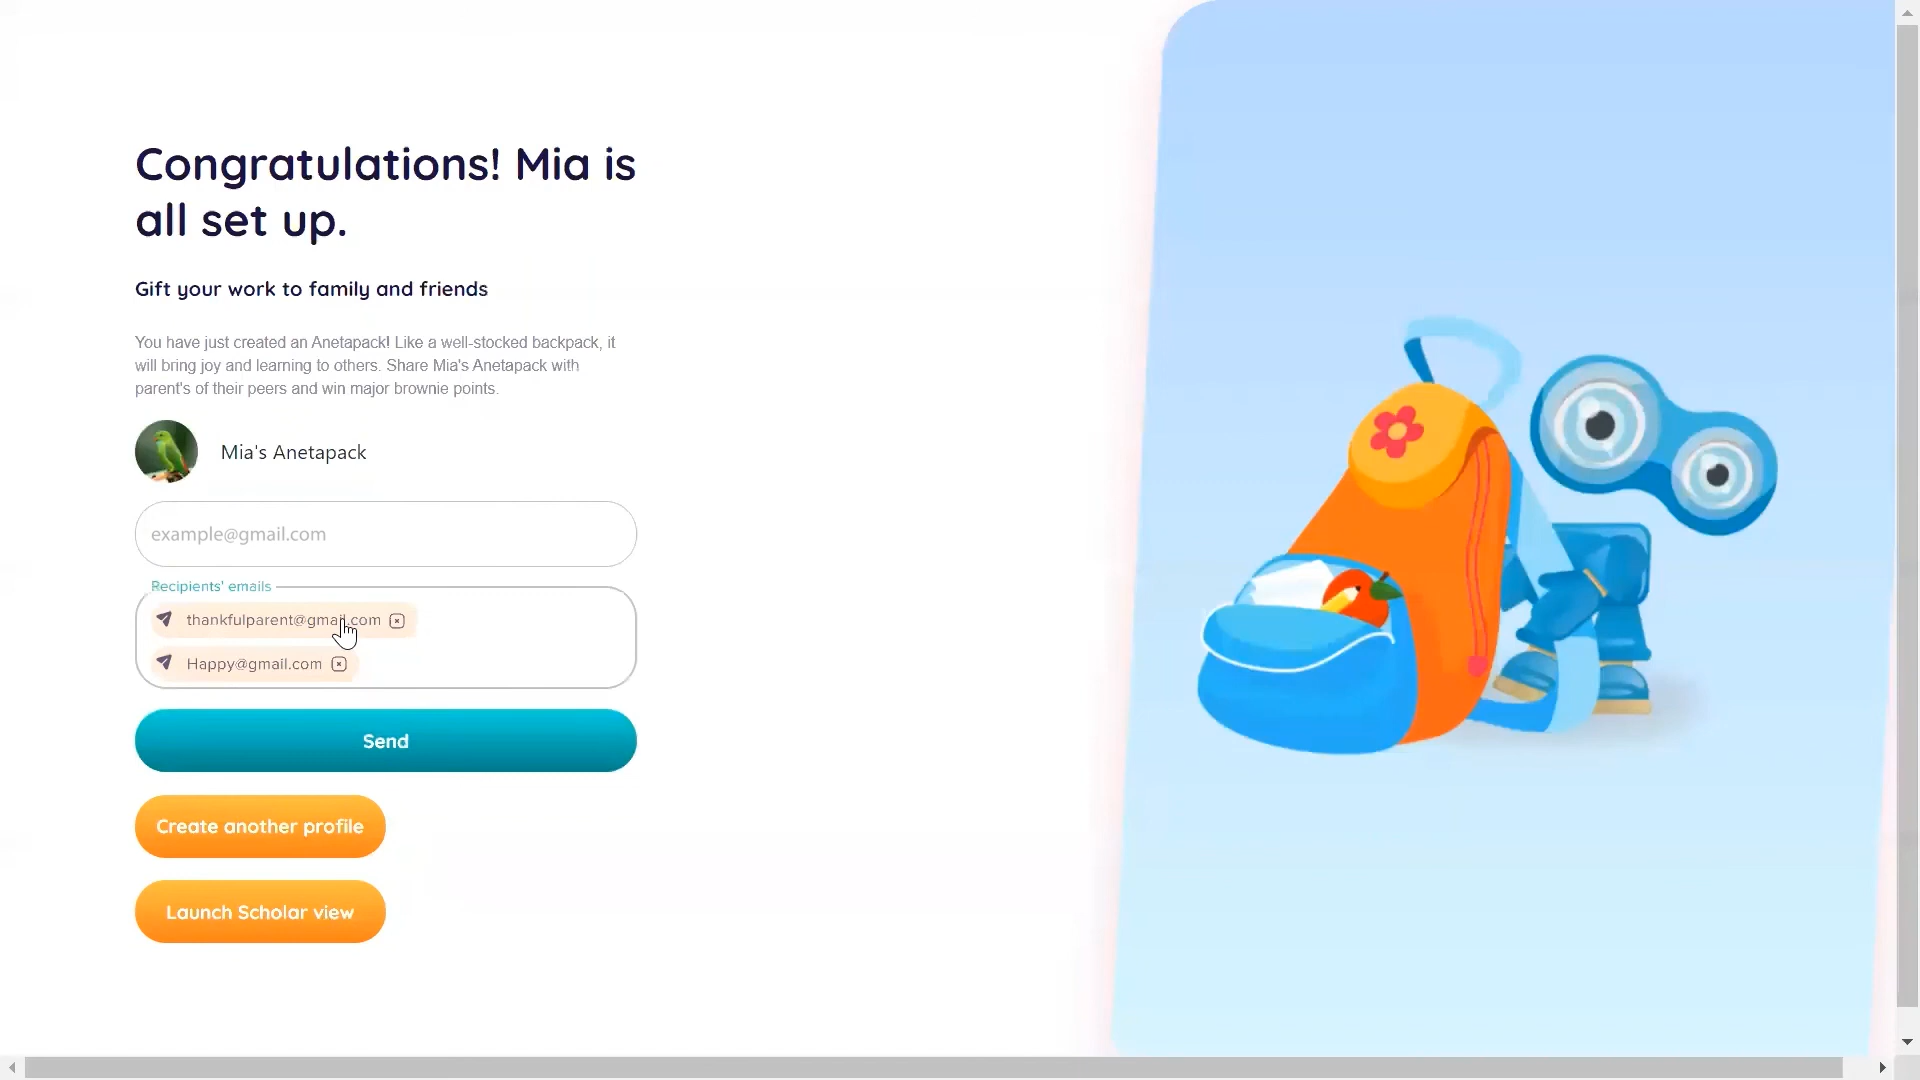 Congratulations! Mia is
all set up.
Gift your work to family and friends
You have just created an Anetapack! Like a well-stocked backpack, it
will bring joy and learning to others. Share Mia's Anetapack with
parent's of their peers and win major brownie points.
Mia's Anetapack
example@gmail.com
Recipients' emails
thankfulparent@gmail.com
Happy@gmail.com
Send
Create another profile
Launch Scholar view